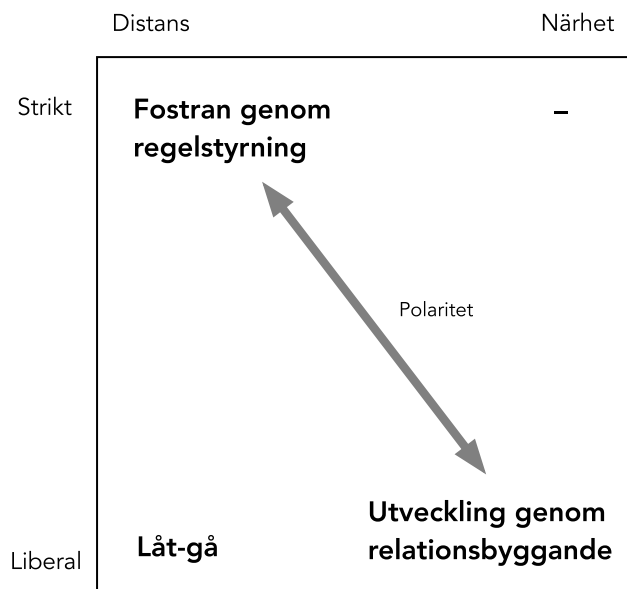 Distans Närhet
Strikt Fostran genom –
regelstyrning
Polaritet
Utveckling genom
Låt-gå relationsbyggande
Liberal